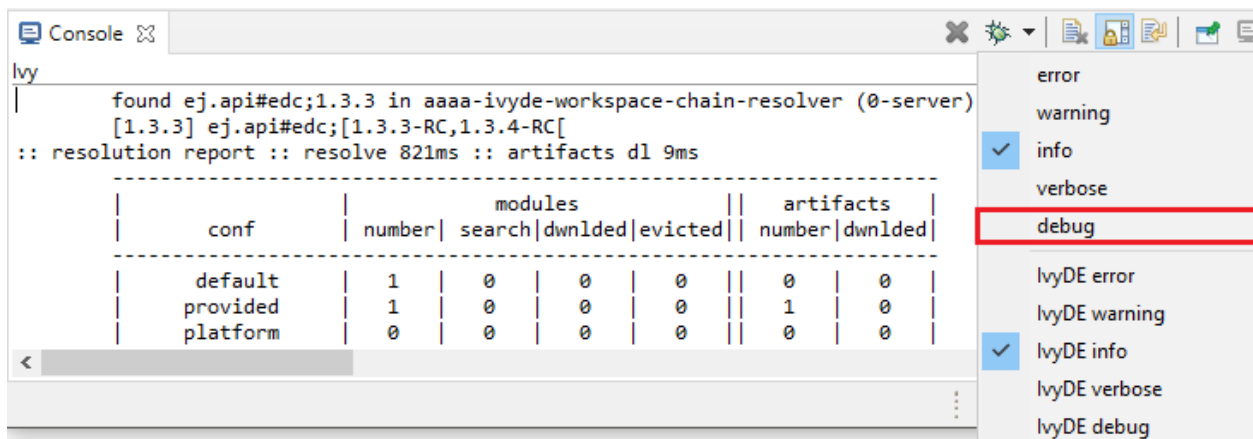 Console
Ivy
found ej.api#edc;1.3.3 in aaaa-ivyde-workspace-chain-resolver (0-server)
[1.3.3] ej.api#edc;[1.3.3-RC,1.3.4-RC[
:: resolution report :: resolve 821ms :: artifacts dl 9ms
---------------------------------------------------------------------
| | modules || artifacts |
| conf | number| search|dwnlded|evicted|| number|dwnlded|
---------------------------------------------------------------------
| default | 1 | 0 | 0 | 0 || 0 | 0 |
| provided | 1 | 0 | 0 | 0 || 1 | 0 |
| platform | 0 | 0 | 0 | 0 || 0 | 0 |
error
warning
info
verbose
debug
IvyDE error
IvyDE warning
IvyDE info
IvyDE verbose
IvyDE debug